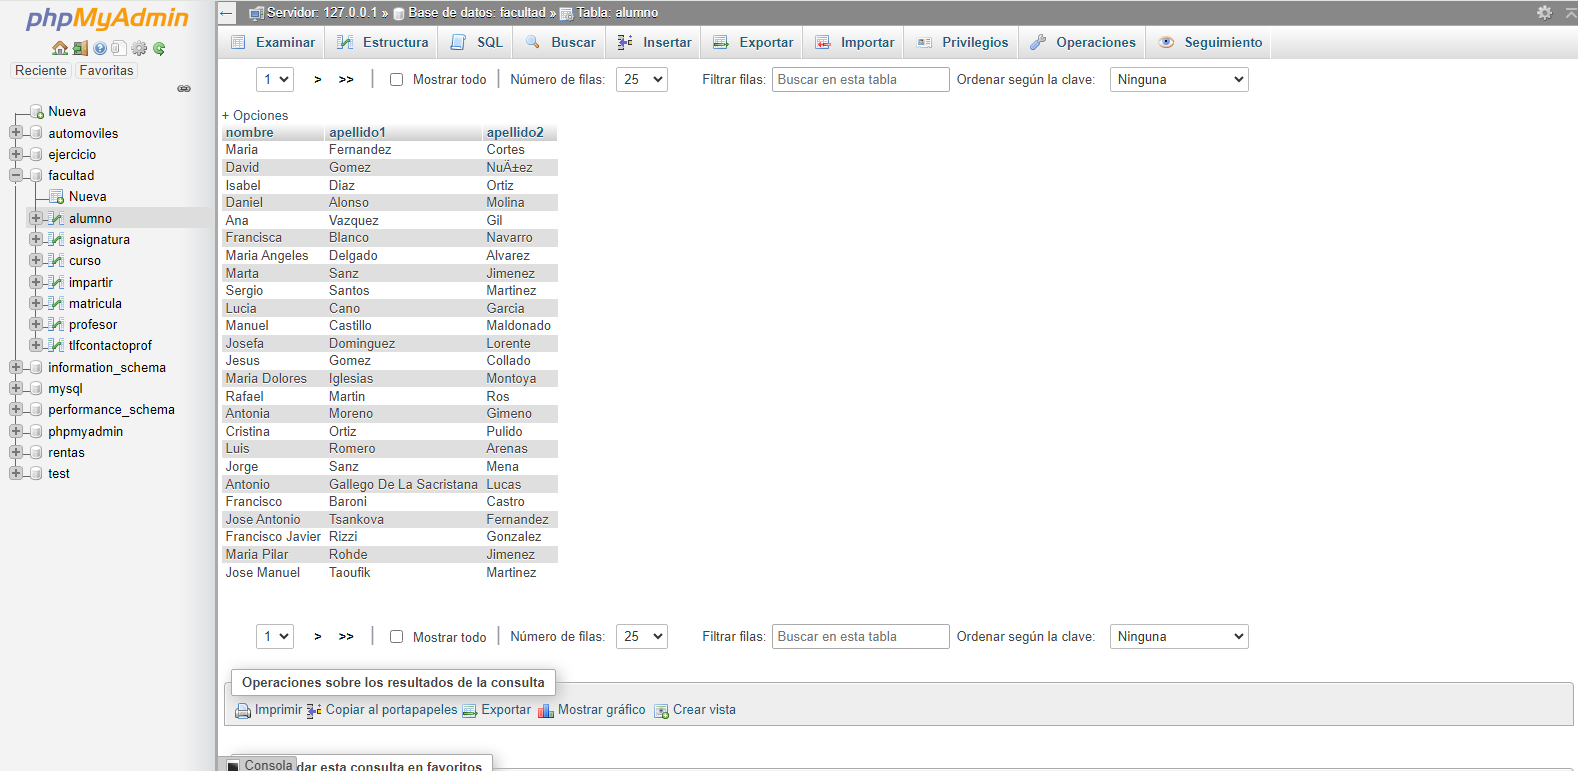 phpMyAdmin
Reciente Favoritas
Nueva
automoviles
ejercicio
facultad
Nueva
alumno
asignatura
curso
impartir
matricula
profesor
tlfcontactoprof
information_schema
mysql
performance_schema
phpmyadmin
rentas
test
Servidor: 127.0.0.1 » Base de datos: facultad » Tabla: alumno
Examinar Estructura SQL Buscar Insertar Exportar Importar Privilegios Operaciones Seguimiento
1 > >> | Mostrar todo | Número de filas: 25 Filtrar filas: Buscar en esta tabla Ordenar según la clave: Ninguna
+ Opciones
nombre apellido1 apellido2
Maria Fernandez Cortes
David Gomez NuÄ±ez
Isabel Diaz Ortiz
Daniel Alonso Molina
Ana Vazquez Gil
Francisca Blanco Navarro
Maria Angeles Delgado Alvarez
Marta Sanz Jimenez
Sergio Santos Martinez
Lucia Cano Garcia
Manuel Castillo Maldonado
Josefa Dominguez Lorente
Jesus Gomez Collado
Maria Dolores Iglesias Montoya
Rafael Martin Ros
Antonia Moreno Gimeno
Cristina Ortiz Pulido
Luis Romero Arenas
Jorge Sanz Mena
Antonio Gallego De La Sacristana Lucas
Francisco Baroni Castro
Jose Antonio Tsankova Fernandez
Francisco Javier Rizzi Gonzalez
Maria Pilar Rohde Jimenez
Jose Manuel Taoufik Martinez
1 > >> | Mostrar todo | Número de filas: 25 Filtrar filas: Buscar en esta tabla Ordenar según la clave: Ninguna
Operaciones sobre los resultados de la consulta
Imprimir Copiar al portapapeles Exportar Mostrar gráfico Crear vista
Consola dar esta consulta en favoritos